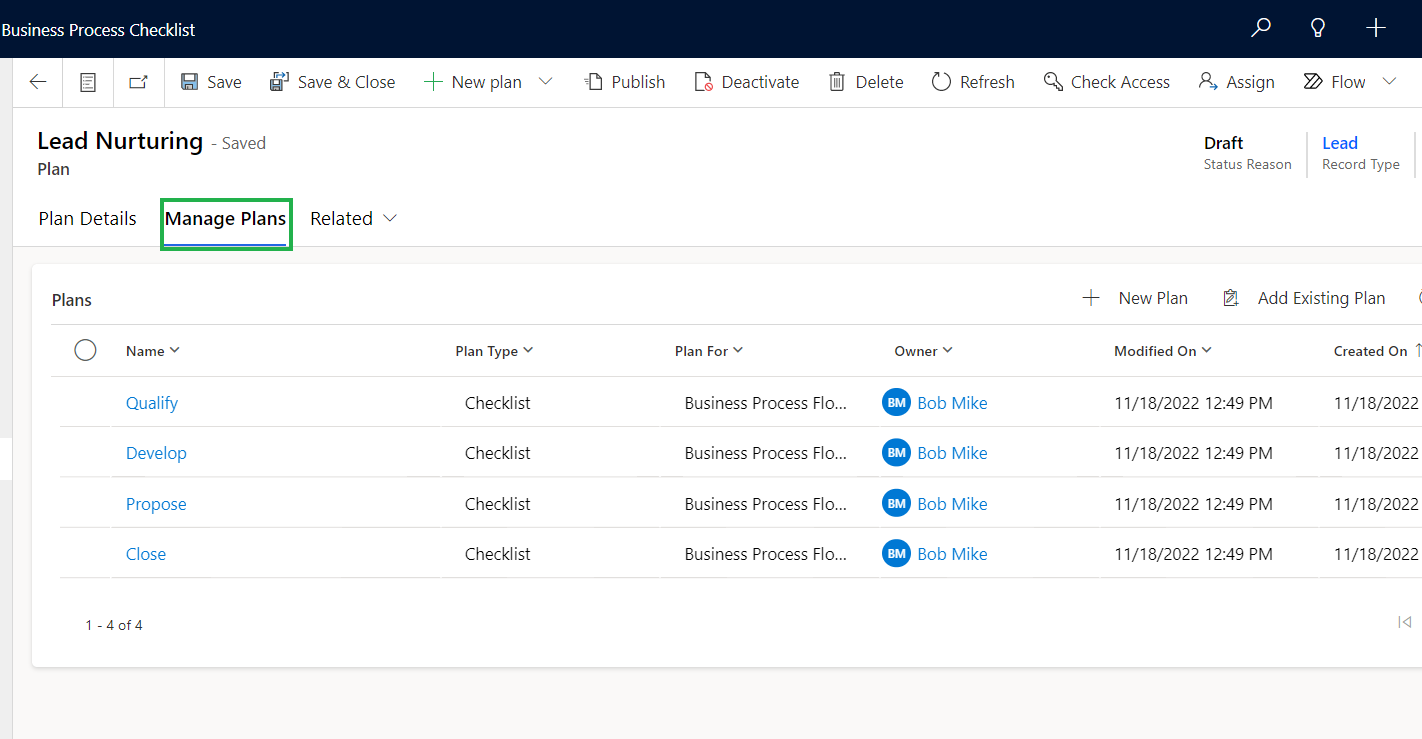 Business Process Checklist
Save Save & Close New plan Publish Deactivate Delete Refresh Check Access Assign Flow
Lead Nurturing - Saved
Plan
Draft
Status Reason
Lead
Record Type
Plan Details Manage Plans Related
Plans
New Plan Add Existing Plan
Name Plan Type Plan For Owner Modified On Created On
Qualify Checklist Business Process Flo... BM Bob Mike 11/18/2022 12:49 PM 11/18/2022
Develop Checklist Business Process Flo... BM Bob Mike 11/18/2022 12:49 PM 11/18/2022
Propose Checklist Business Process Flo... BM Bob Mike 11/18/2022 12:49 PM 11/18/2022
Close Checklist Business Process Flo... BM Bob Mike 11/18/2022 12:49 PM 11/18/2022
1 - 4 of 4